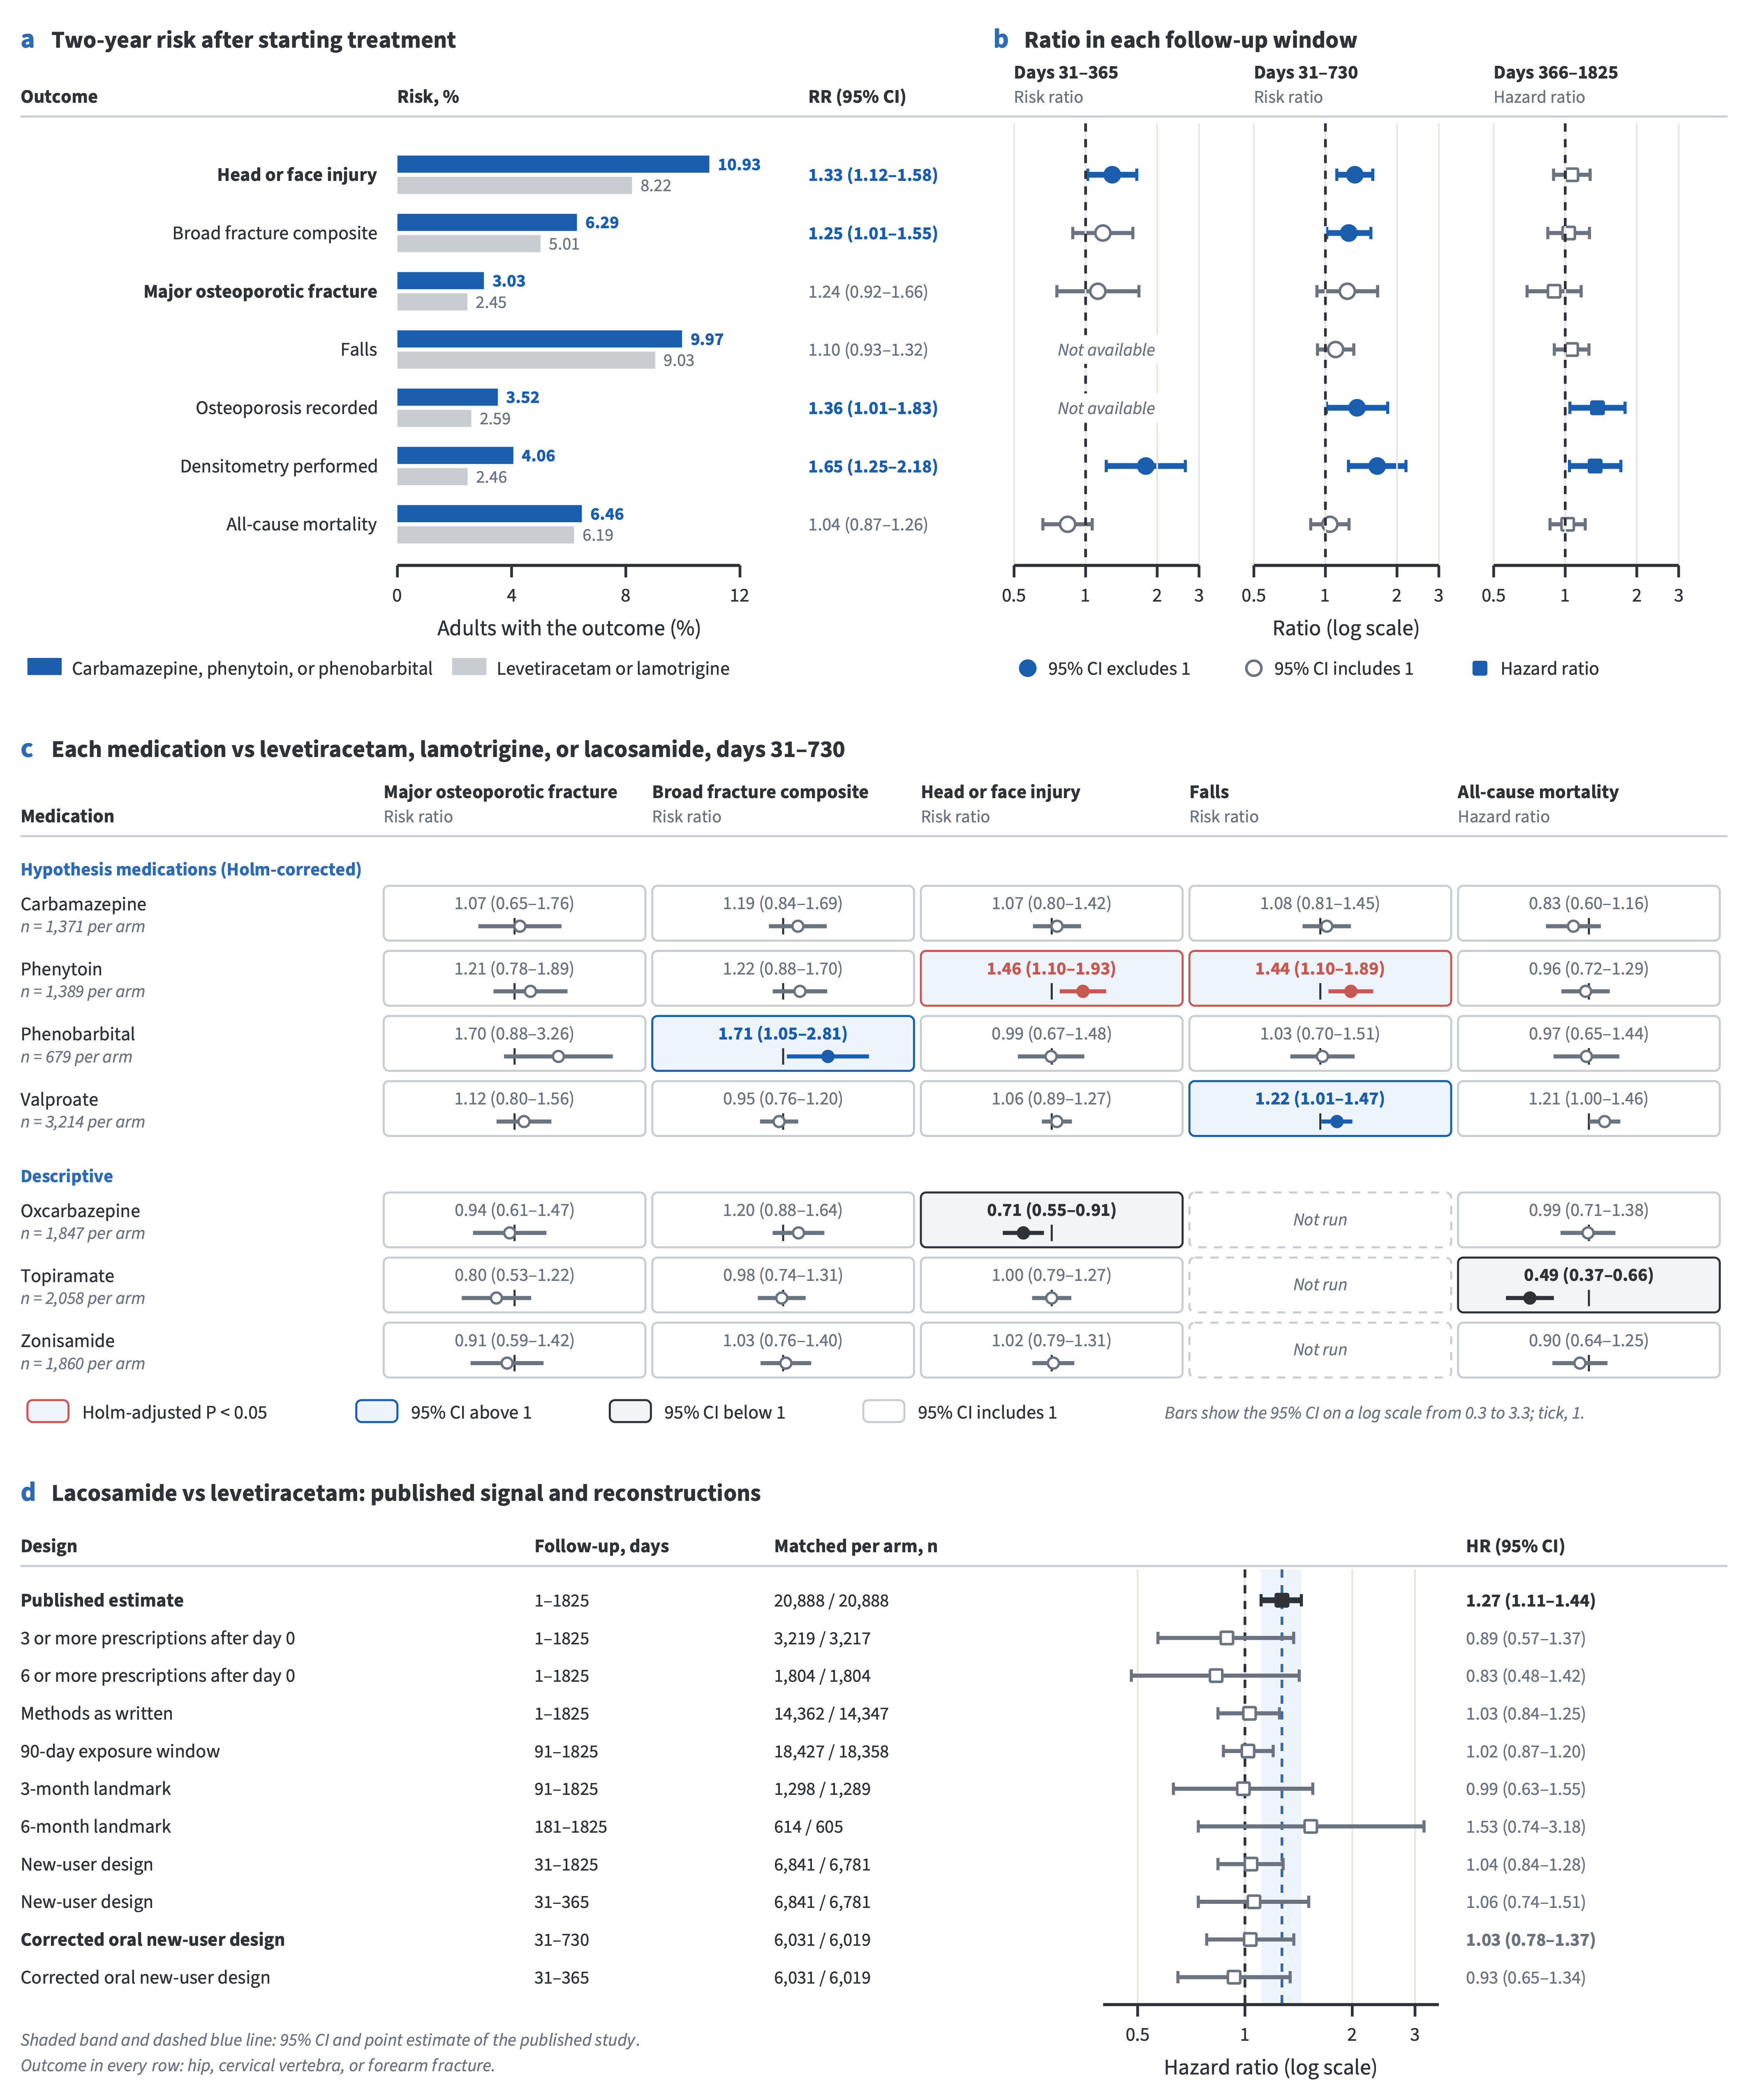 a Two-year risk after starting treatment
Outcome Risk, % RR (95% CI)
Head or face injury 10.93 8.22 1.33 (1.12–1.58)
Broad fracture composite 6.29 5.01 1.25 (1.01–1.55)
Major osteoporotic fracture 3.03 2.45 1.24 (0.92–1.66)
Falls 9.97 9.03 1.10 (0.93–1.32)
Osteoporosis recorded 3.52 2.59 1.36 (1.01–1.83)
Densitometry performed 4.06 2.46 1.65 (1.25–2.18)
All-cause mortality 6.46 6.19 1.04 (0.87–1.26)
0 4 8 12
Adults with the outcome (%)
Carbamazepine, phenytoin, or phenobarbital Levetiracetam or lamotrigine
b Ratio in each follow-up window
Days 31–365 Days 31–730 Days 366–1825
Risk ratio Risk ratio Hazard ratio
Not available
Not available
0.5 1 2 3 0.5 1 2 3 0.5 1 2 3
Ratio (log scale)
95% CI excludes 1 95% CI includes 1 Hazard ratio
c Each medication vs levetiracetam, lamotrigine, or lacosamide, days 31–730
Major osteoporotic fracture Broad fracture composite Head or face injury Falls All-cause mortality
Medication Risk ratio Risk ratio Risk ratio Risk ratio Hazard ratio
Hypothesis medications (Holm-corrected)
Carbamazepine 1.07 (0.65–1.76) 1.19 (0.84–1.69) 1.07 (0.80–1.42) 1.08 (0.81–1.45) 0.83 (0.60–1.16)
n = 1,371 per arm
Phenytoin 1.21 (0.78–1.89) 1.22 (0.88–1.70) 1.46 (1.10–1.93) 1.44 (1.10–1.89) 0.96 (0.72–1.29)
n = 1,389 per arm
Phenobarbital 1.70 (0.88–3.26) 1.71 (1.05–2.81) 0.99 (0.67–1.48) 1.03 (0.70–1.51) 0.97 (0.65–1.44)
n = 679 per arm
Valproate 1.12 (0.80–1.56) 0.95 (0.76–1.20) 1.06 (0.89–1.27) 1.22 (1.01–1.47) 1.21 (1.00–1.46)
n = 3,214 per arm
Descriptive
Oxcarbazepine 0.94 (0.61–1.47) 1.20 (0.88–1.64) 0.71 (0.55–0.91) Not run 0.99 (0.71–1.38)
n = 1,847 per arm
Topiramate 0.80 (0.53–1.22) 0.98 (0.74–1.31) 1.00 (0.79–1.27) Not run 0.49 (0.37–0.66)
n = 2,058 per arm
Zonisamide 0.91 (0.59–1.42) 1.03 (0.76–1.40) 1.02 (0.79–1.31) Not run 0.90 (0.64–1.25)
n = 1,860 per arm
Holm-adjusted P < 0.05 95% CI above 1 95% CI below 1 95% CI includes 1 Bars show the 95% CI on a log scale from 0.3 to 3.3; tick, 1.
d Lacosamide vs levetiracetam: published signal and reconstructions
Design Follow-up, days Matched per arm, n HR (95% CI)
Published estimate 1–1825 20,888 / 20,888 1.27 (1.11–1.44)
3 or more prescriptions after day 0 1–1825 3,219 / 3,217 0.89 (0.57–1.37)
6 or more prescriptions after day 0 1–1825 1,804 / 1,804 0.83 (0.48–1.42)
Methods as written 1–1825 14,362 / 14,347 1.03 (0.84–1.25)
90-day exposure window 91–1825 18,427 / 18,358 1.02 (0.87–1.20)
3-month landmark 91–1825 1,298 / 1,289 0.99 (0.63–1.55)
6-month landmark 181–1825 614 / 605 1.53 (0.74–3.18)
New-user design 31–1825 6,841 / 6,781 1.04 (0.84–1.28)
New-user design 31–365 6,841 / 6,781 1.06 (0.74–1.51)
Corrected oral new-user design 31–730 6,031 / 6,019 1.03 (0.78–1.37)
Corrected oral new-user design 31–365 6,031 / 6,019 0.93 (0.65–1.34)
0.5 1 2 3
Hazard ratio (log scale)
Shaded band and dashed blue line: 95% CI and point estimate of the published study.
Outcome in every row: hip, cervical vertebra, or forearm fracture.